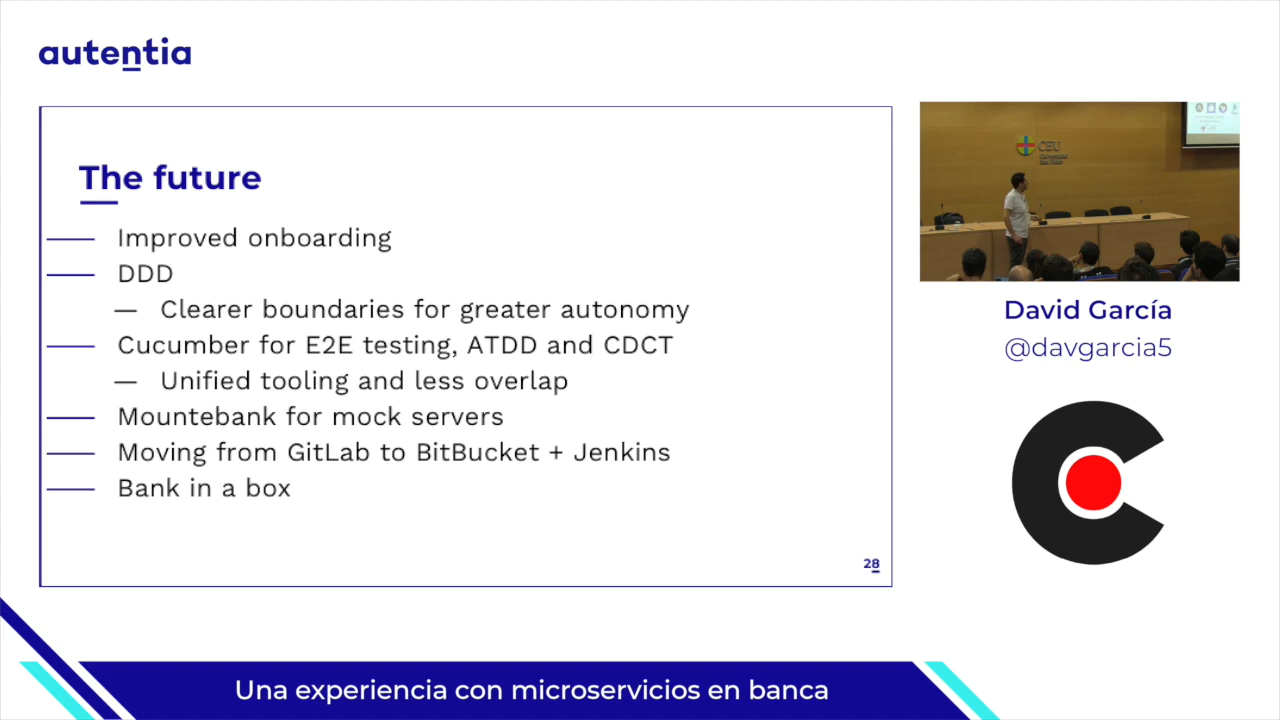 autentia
The future
Improved onboarding
DDD
— Clearer boundaries for greater autonomy
Cucumber for E2E testing, ATDD and CDCT
— Unified tooling and less overlap
Mountebank for mock servers
Moving from GitLab to BitBucket + Jenkins
Bank in a box
28
CEU
David García
@davgarcia5
Una experiencia con microservicios en banca